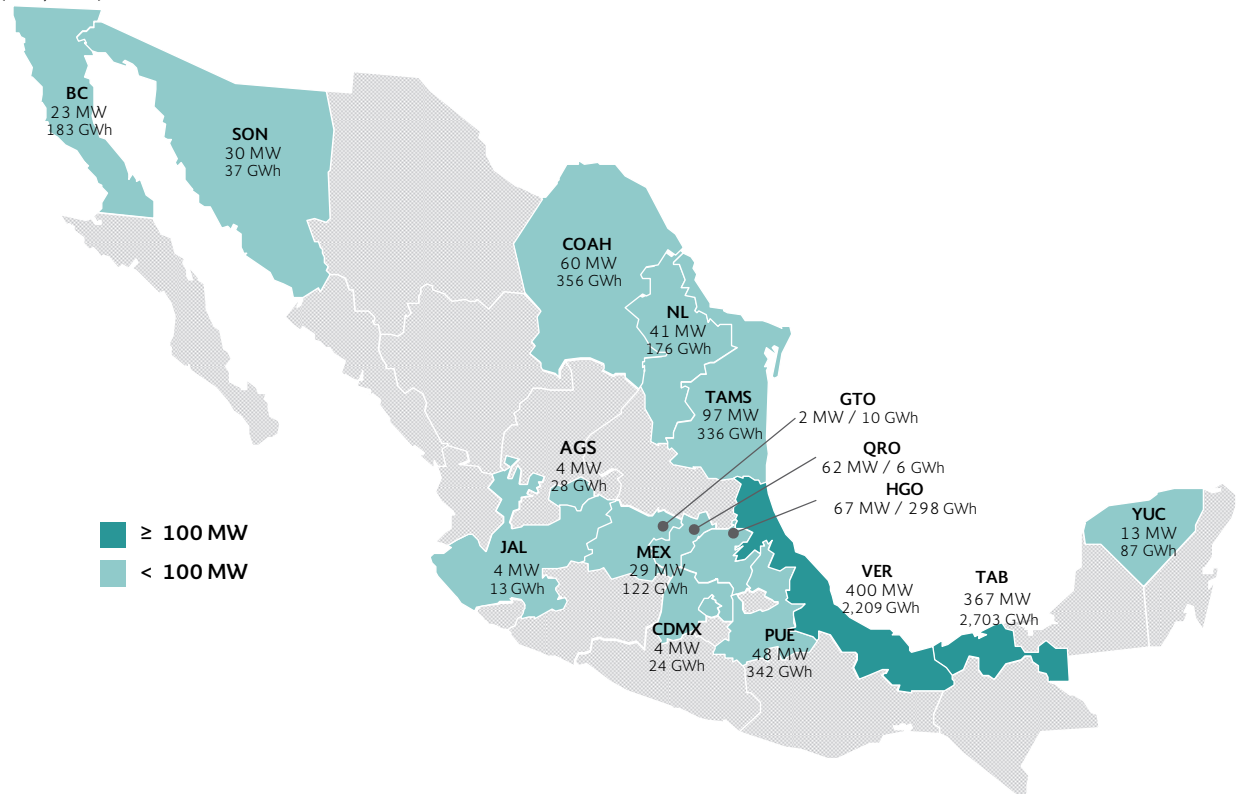 BC
23 MW
183 GWh
SON
30 MW
37 GWh
COAH
60 MW
356 GWh
NL
41 MW
176 GWh
TAMS
97 MW
336 GWh
GTO
2 MW / 10 GWh
QRO
62 MW / 6 GWh
HGO
67 MW / 298 GWh
AGS
4 MW
28 GWh
≥ 100 MW
< 100 MW
JAL
4 MW
13 GWh
MEX
29 MW
122 GWh
CDMX
4 MW
24 GWh
PUE
48 MW
342 GWh
VER
400 MW
2,209 GWh
TAB
367 MW
2,703 GWh
YUC
13 MW
87 GWh